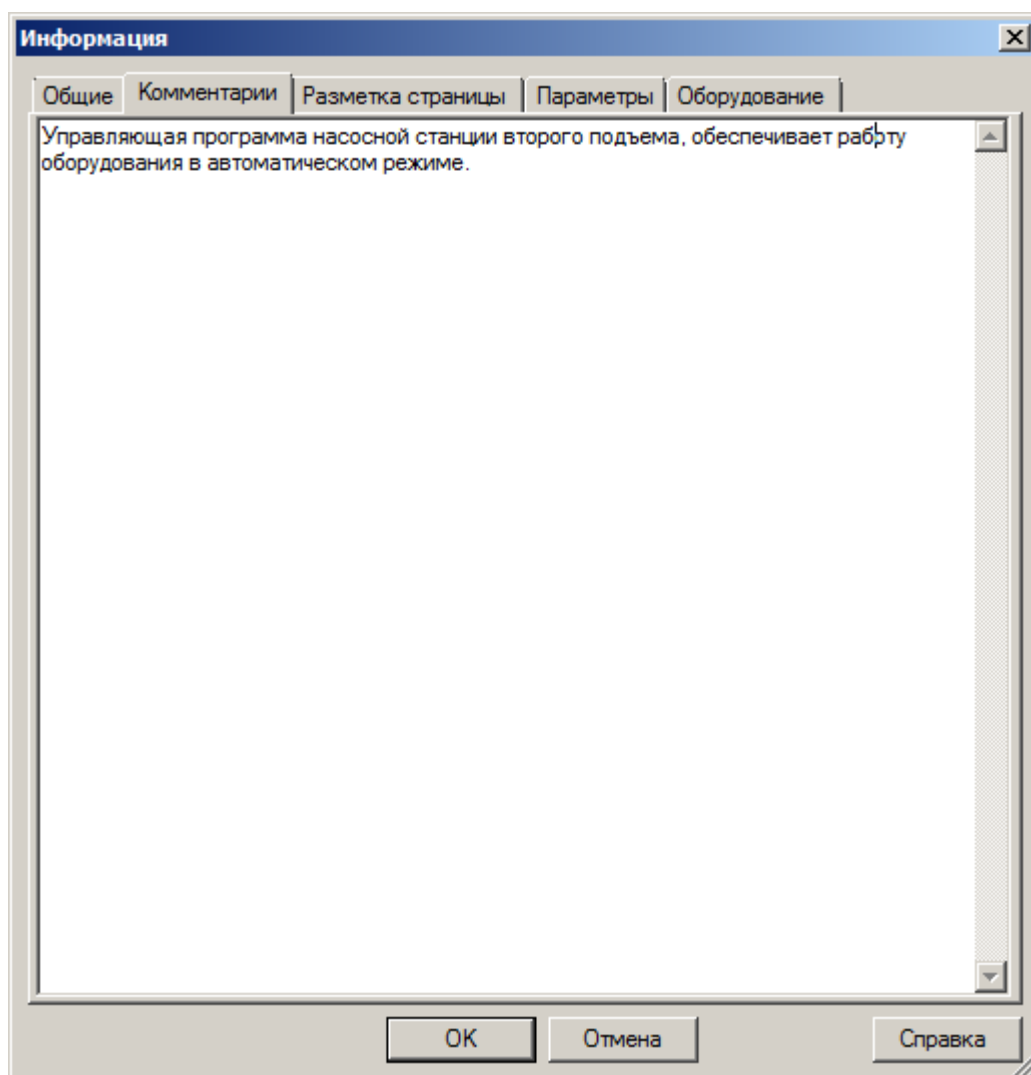 Информация
Общие Комментарии Разметка страницы Параметры Оборудование
Управляющая программа насосной станции второго подъема, обеспечивает работу
оборудования в автоматическом режиме.
OK Отмена Справка